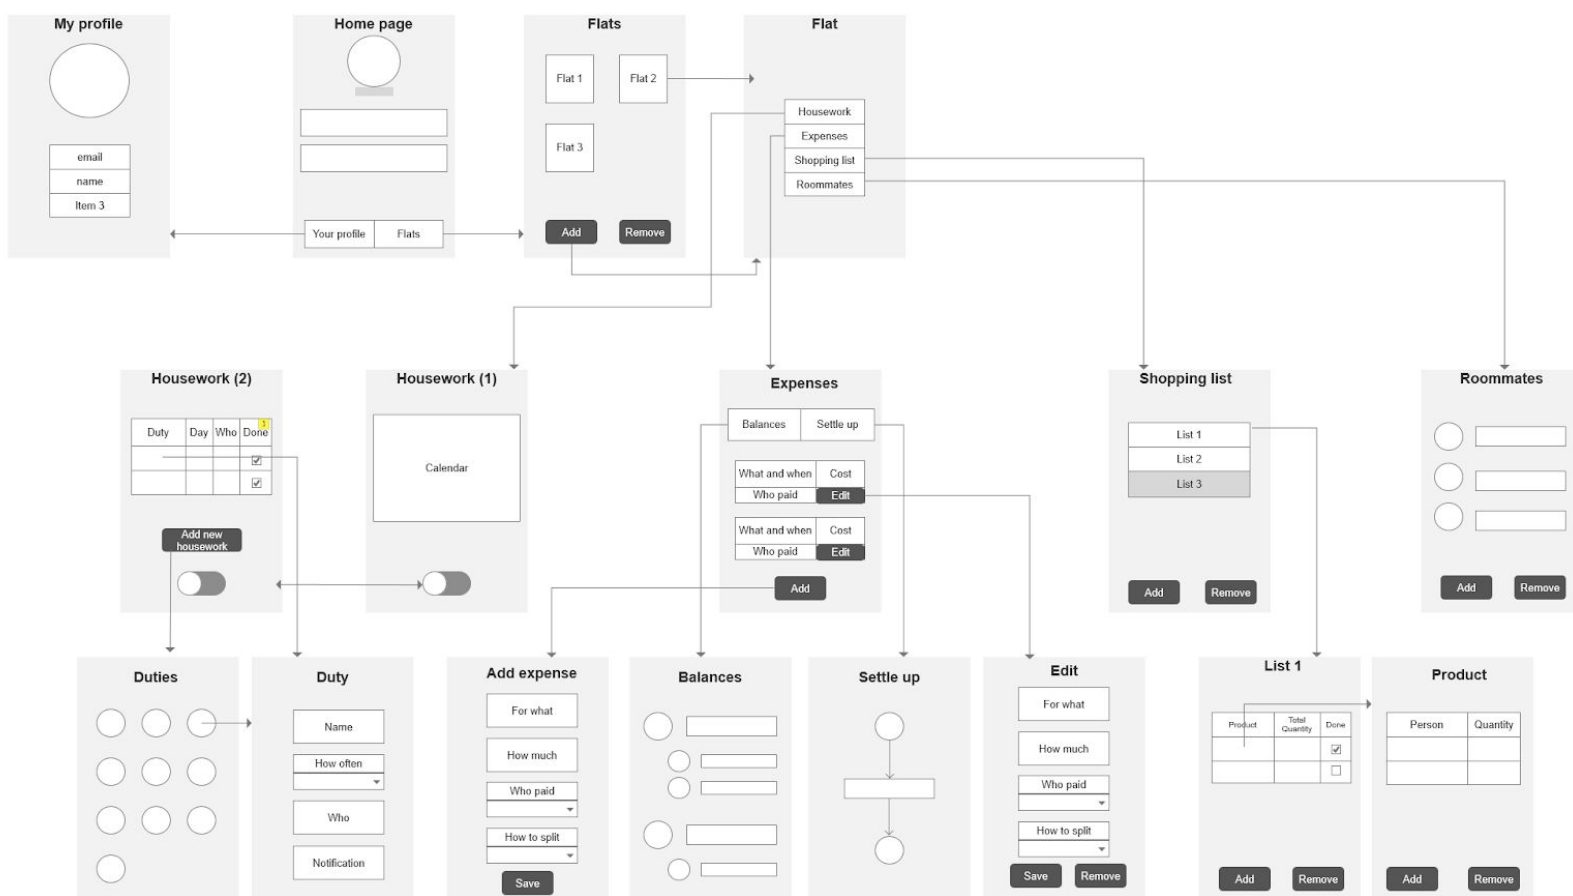 My profile
email
name
Item 3
Home page
Your profile
Flats
Flats
Flat 1
Flat 2
Flat 3
Add
Remove
Flat
Housework
Expenses
Shopping list
Roommates
Housework (2)
Duty
Day
Who
Done
1
Add new
housework
Housework (1)
Calendar
Expenses
Balances
Settle up
What and when
Cost
Who paid
Edit
What and when
Cost
Who paid
Edit
Add
Shopping list
List 1
List 2
List 3
Add
Remove
Roommates
Add
Remove
Duties
Duty
Name
How often
Who
Notification
Add expense
For what
How much
Who paid
How to split
Save
Balances
Settle up
Edit
For what
How much
Who paid
How to split
Save
Remove
List 1
Product
Total
Quantity
Done
Add
Remove
Product
Person
Quantity
Add
Remove